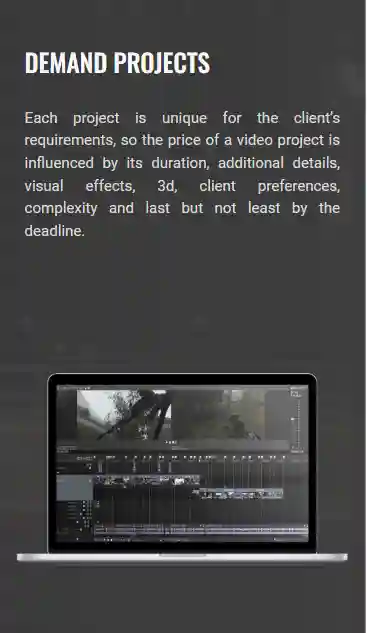 DEMAND PROJECTS
Each project is unique for the client's
requirements, so the price of a video project is
influenced by its duration, additional details,
visual effects, 3d, client preferences,
complexity and last but not least by the
deadline.